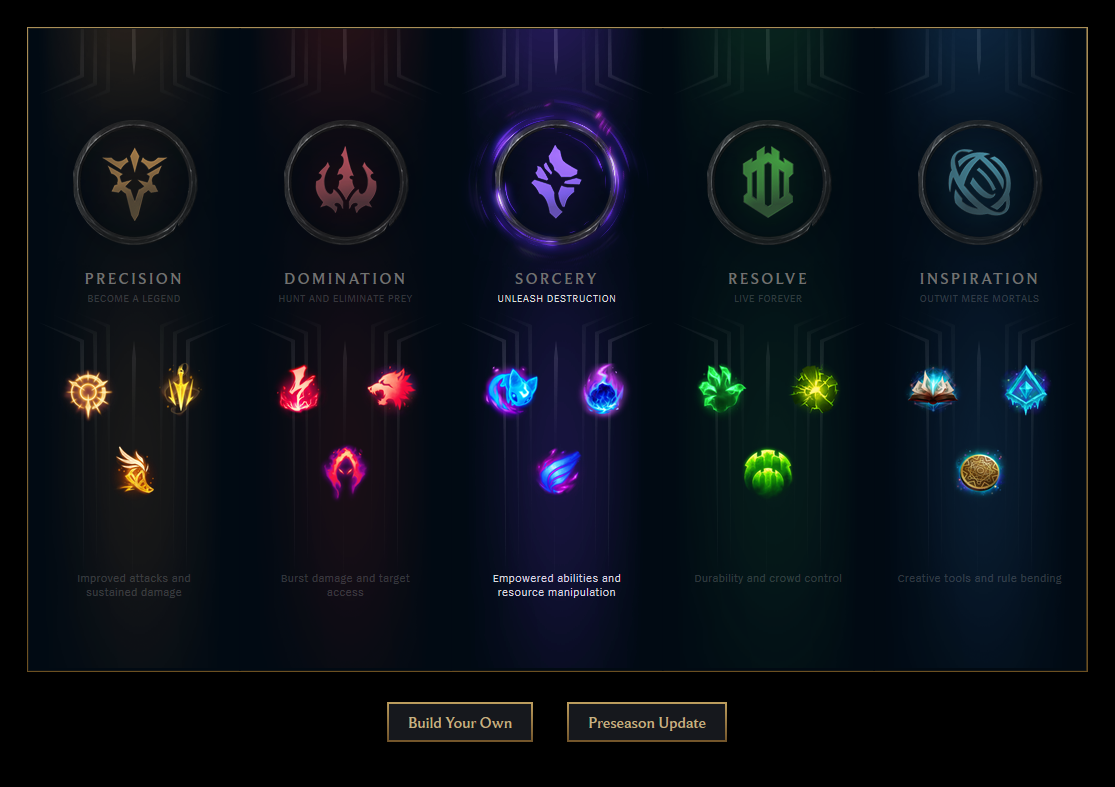 PRECISION
BECOME A LEGEND
DOMINATION
HUNT AND ELIMINATE PREY
SORCERY
UNLEASH DESTRUCTION
RESOLVE
LIVE FOREVER
INSPIRATION
OUTWIT MERE MORTALS
Improved attacks and
sustained damage
Burst damage and target
access
Empowered abilities and
resource manipulation
Durability and crowd control
Creative tools and rule bending
Build Your Own
Preseason Update